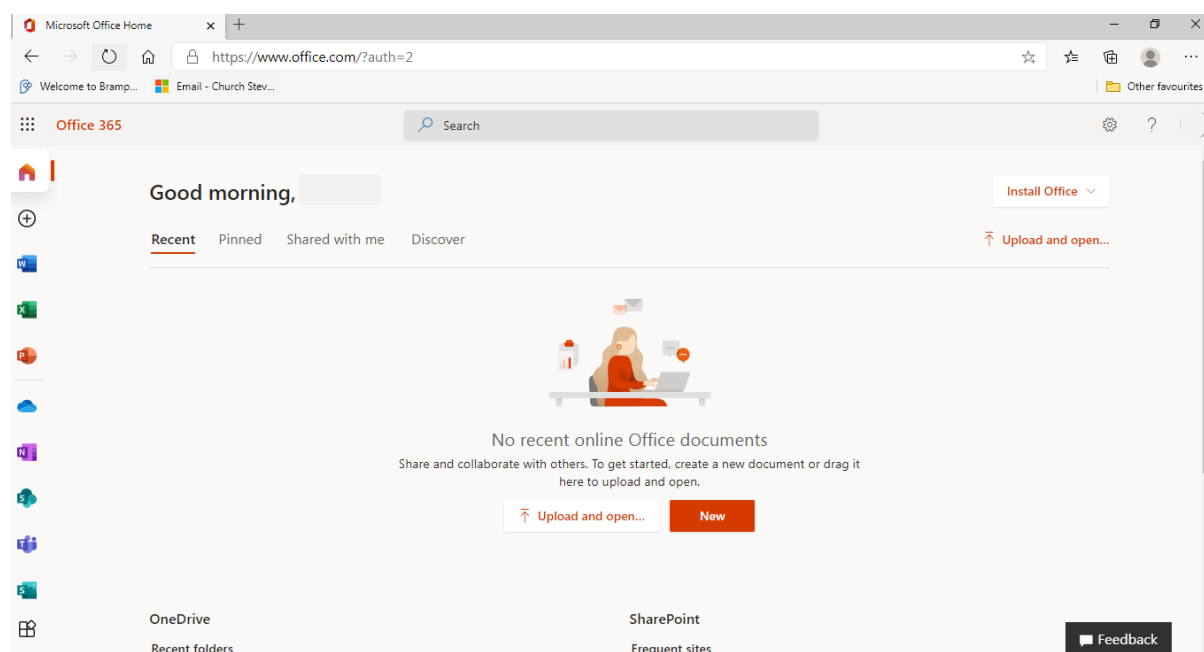 Microsoft Office Home
https://www.office.com/?auth=2
Welcome to Bramp... Email - Church Stev... Other favourites
Office 365 Search ?
Good morning,
Install Office
Recent Pinned Shared with me Discover
Upload and open...
No recent online Office documents
Share and collaborate with others. To get started, create a new document or drag it
here to upload and open.
Upload and open... New
OneDrive SharePoint
Recent folders Frequent sites
Feedback